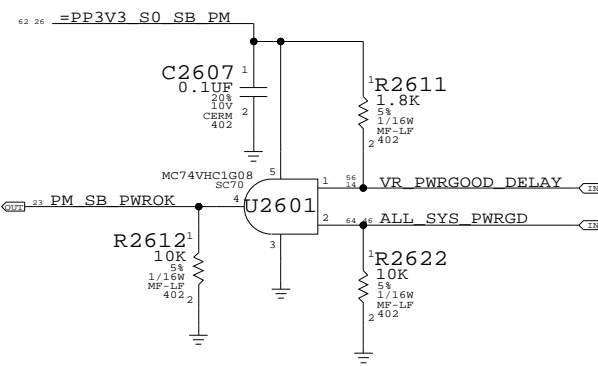 62 26 =PP3V3_S0_SB_PM
C2607 1
0.1UF
20%
10V 2
CERM
402
1 R2611
1.8K
5%
1/16W
MF-LF
2 402
MC74VHC1G08 5
SC70
1 56 14 VR_PWRGOOD_DELAY IN
OUT 23 PM_SB_PWROK 4 U2601
2 64 46 ALL_SYS_PWRGD IN
3
R2612 1
10K
5%
1/16W
MF-LF
402 2
1 R2622
10K
5%
1/16W
MF-LF
2 402